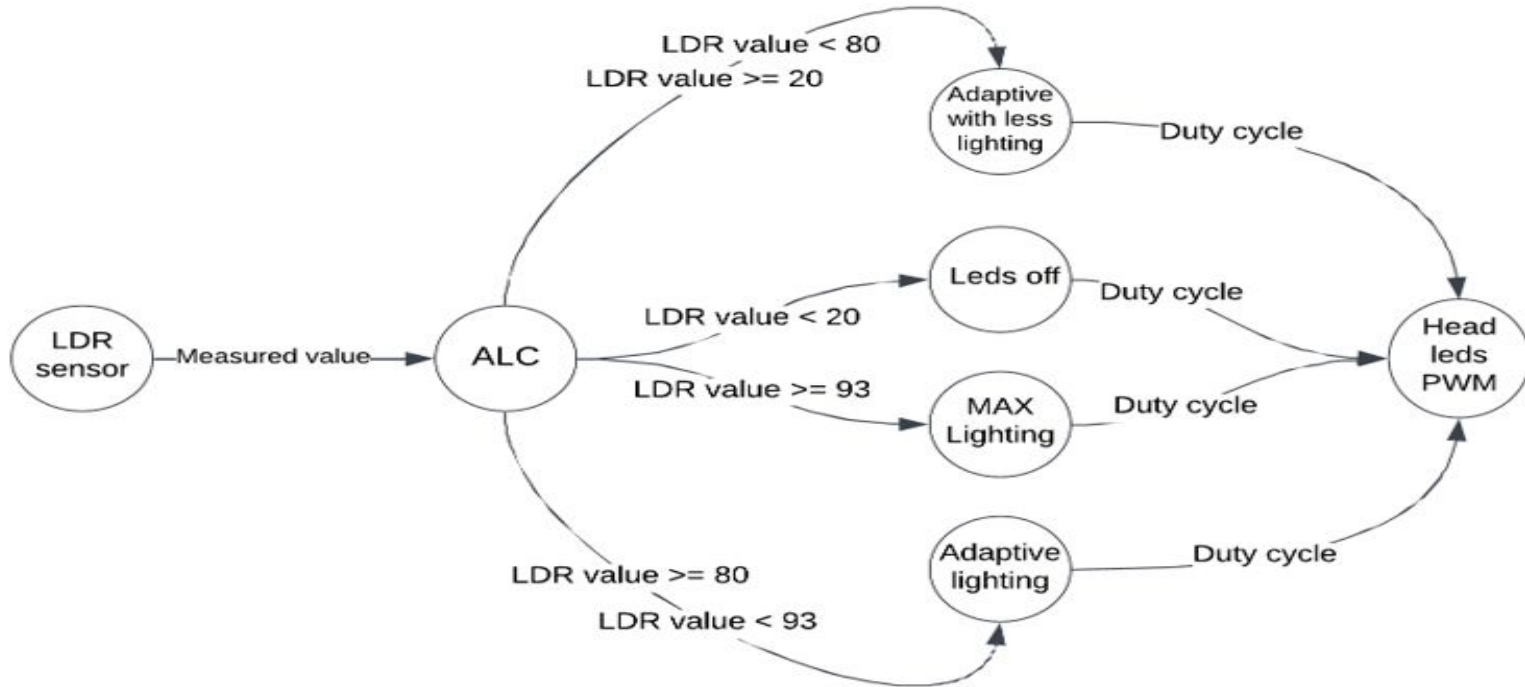 LDR value < 80
LDR value >= 20
Adaptive
with less
lighting
Duty cycle
Leds off
Duty cycle
LDR value < 20
LDR
sensor
Measured value
ALC
Head
leds
PWM
LDR value >= 93
MAX
Lighting
Duty cycle
Adaptive
lighting
Duty cycle
LDR value >= 80
LDR value < 93